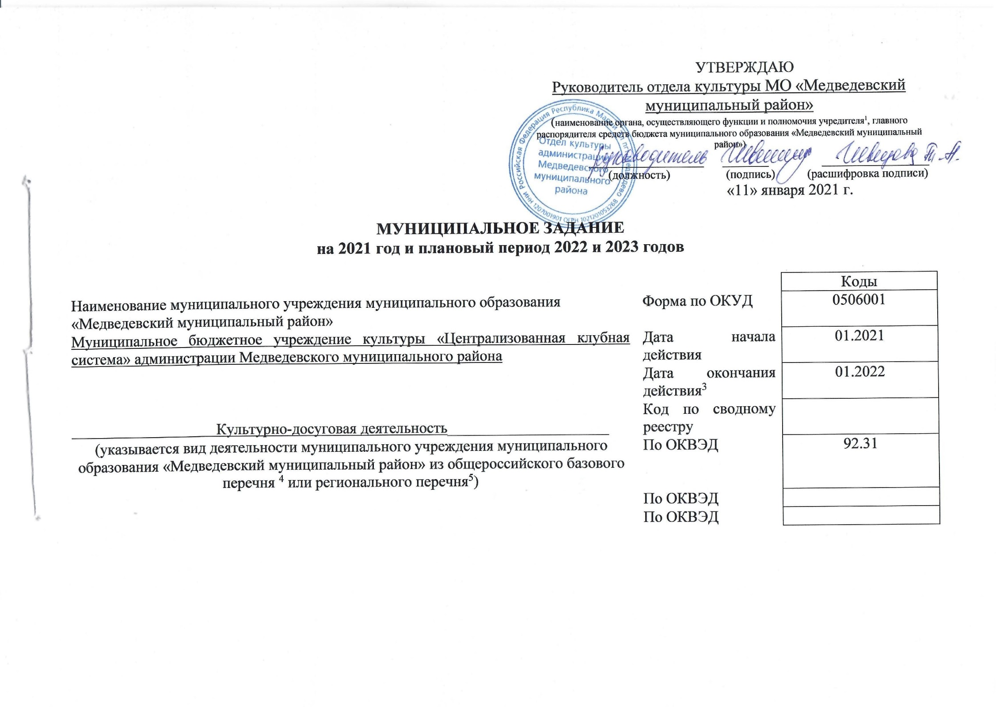 УТВЕРЖДАЮ
Руководитель отдела культуры МО «Медведевский
муниципальный район»
(наименование органа, осуществляющего функции и полномочия учредителя¹, главного
распорядителя средств бюджета муниципального образования «Медведевский муниципальный
район»)
Руководитель Швецова Т.А.
(должность) (подпись) (расшифровка подписи)
«11» января 2021 г.
Российская Федерация Республика Марий Эл пгт Медведево
ИНН 1207001901 ОГРН 1021201053268
Отдел культуры
администрации
Медведевского
муниципального
района
МУНИЦИПАЛЬНОЕ ЗАДАНИЕ
на 2021 год и плановый период 2022 и 2023 годов
Коды
Наименование муниципального учреждения муниципального образования
«Медведевский муниципальный район»
Форма по ОКУД 0506001
Муниципальное бюджетное учреждение культуры «Централизованная клубная
система» администрации Медведевского муниципального района
Дата начала 01.2021
действия
Дата окончания 01.2022
действия³
Код по сводному
реестру
Культурно-досуговая деятельность
(указывается вид деятельности муниципального учреждения муниципального
образования «Медведевский муниципальный район» из общероссийского базового
перечня ⁴ или регионального перечня⁵)
По ОКВЭД 92.31
По ОКВЭД
По ОКВЭД